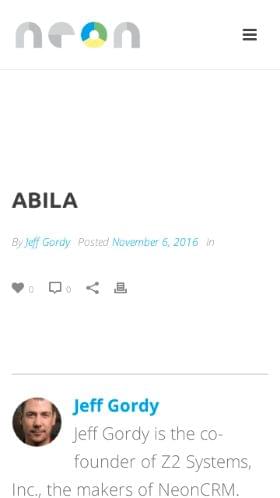 neon
ABILA
By Jeff Gordy Posted November 6, 2016 in
0 0
Jeff Gordy
Jeff Gordy is the co-
founder of Z2 Systems,
Inc., the makers of NeonCRM.